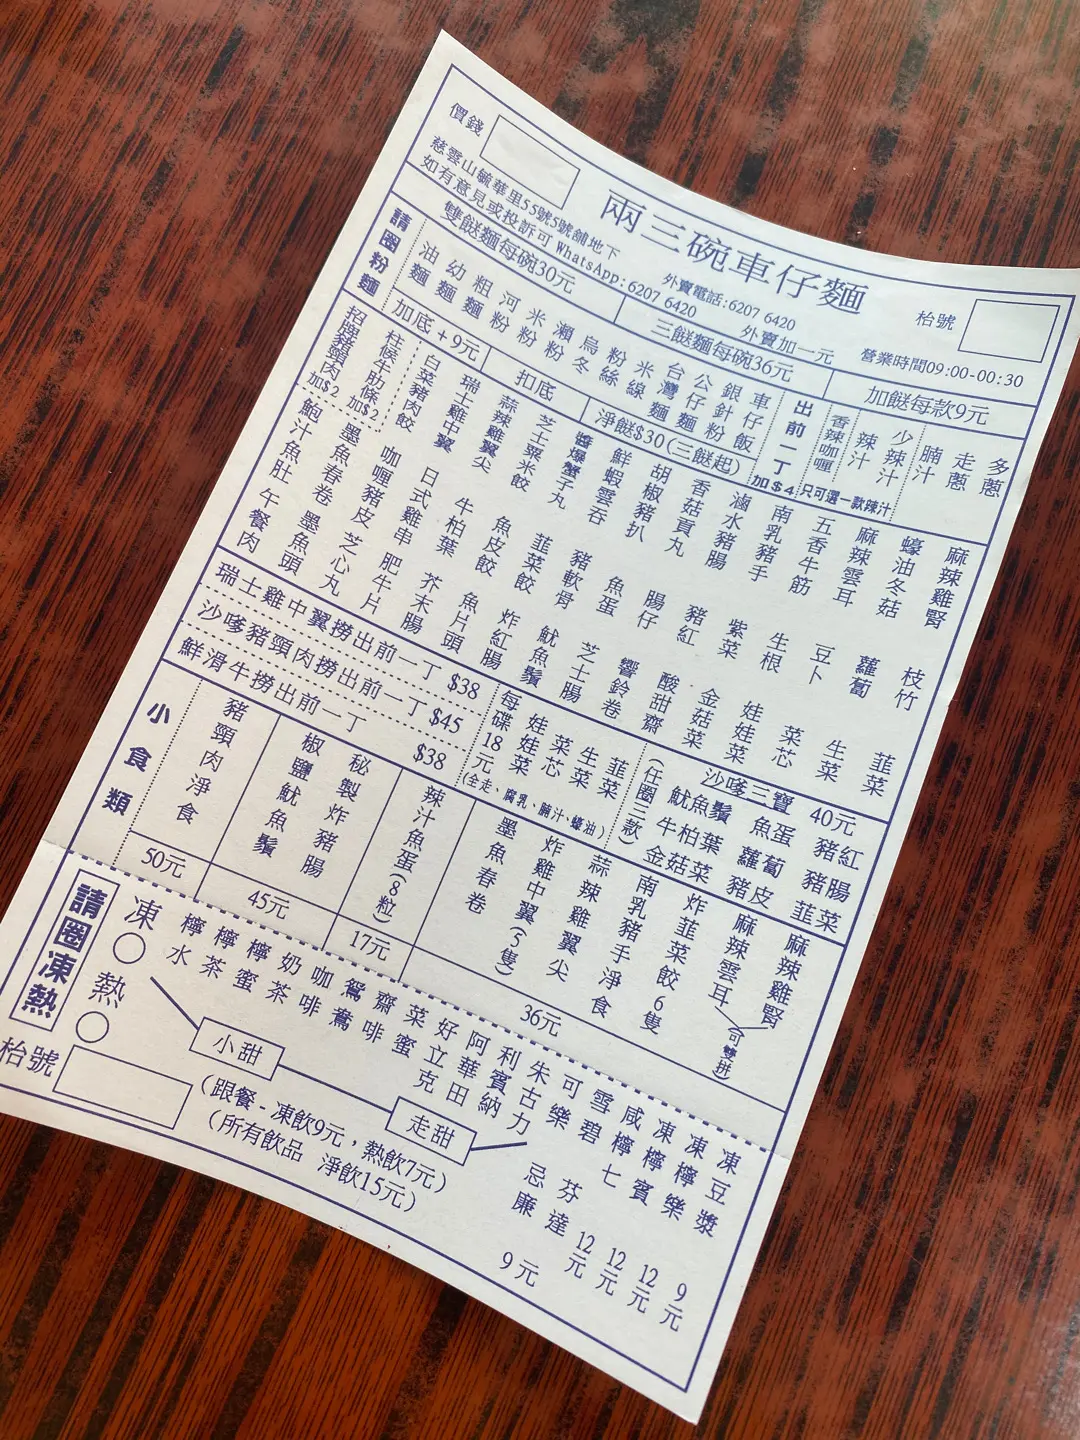 價錢
兩三碗車仔麵
枱號
慈雲山毓華里55號5號舖地下
外賣電話:6207 6420
營業時間09:00-00:30
如有意見或投訴可 WhatsApp:6207 6420
外賣加一元
雙餸麵每碗30元
三餸麵每碗36元
加餸每款9元
請圈粉麵
油麵
幼麵
粗麵
河粉
米粉
瀨粉
烏冬
粉絲
米線
台灣麵
公仔麵
銀針粉
車仔飯
出前一丁 加$4
香辣咖喱
辣汁
少辣汁
只可選一款辣汁
腩汁
走蔥
多蔥
加底+9元
扣底
淨餸$30(三餸起)
招牌豬頸肉 加$2
柱候牛肋條 加$2
白菜豬肉餃
瑞士雞中翼
蒜辣雞翼尖
芝士粟米餃
醬爆蟹子丸
鮮蝦雲吞
胡椒豬扒
香菇貢丸
滷水豬腸
南乳豬手
五香牛筋
麻辣雲耳
蠔油冬菇
麻辣雞腎
鮑汁魚肚
墨魚春卷
咖喱豬皮
日式雞串
牛柏葉
魚皮餃
韮菜餃
豬軟骨
魚蛋
腸仔
豬紅
紫菜
生根
豆卜
蘿蔔
枝竹
午餐肉
墨魚頭
芝心丸
肥牛片
芥末腸
魚片頭
炸紅腸
魷魚鬚
芝士腸
響鈴卷
酸甜齋
金菇菜
娃娃菜
菜芯
生菜
韮菜
瑞士雞中翼撈出前一丁 $38
沙嗲豬頸肉撈出前一丁 $45
鮮滑牛撈出前一丁 $38
每碟18元
娃娃菜
菜芯
生菜
韮菜
(全走、腐乳、腩汁、蠔油)
(任圈三款)
沙嗲三寶 40元
魷魚鬚 魚蛋 豬紅
牛柏葉 蘿蔔 豬腸
金菇菜 豬皮 韮菜
小食類
豬頸肉淨食
50元
椒鹽魷魚鬚
秘製炸豬腸
45元
辣汁魚蛋(8粒)
17元
墨魚春卷
炸雞中翼(5隻)
蒜辣雞翼尖
南乳豬手淨食
炸韮菜餃6隻
麻辣雲耳
麻辣雞腎
(可雙拼)
36元
請圈凍熱
凍
熱
檸水
檸茶
檸蜜
奶茶
咖啡
鴛鴦
齋啡
菜蜜
好立克
阿華田
利賓納
朱古力
可樂
雪碧
咸檸七 12元
凍檸賓 12元
凍檸樂 12元
凍豆漿 9元
忌廉
芬達
9元
小甜
走甜
枱號
(跟餐-凍飲9元,熱飲7元)
(所有飲品 淨飲15元)